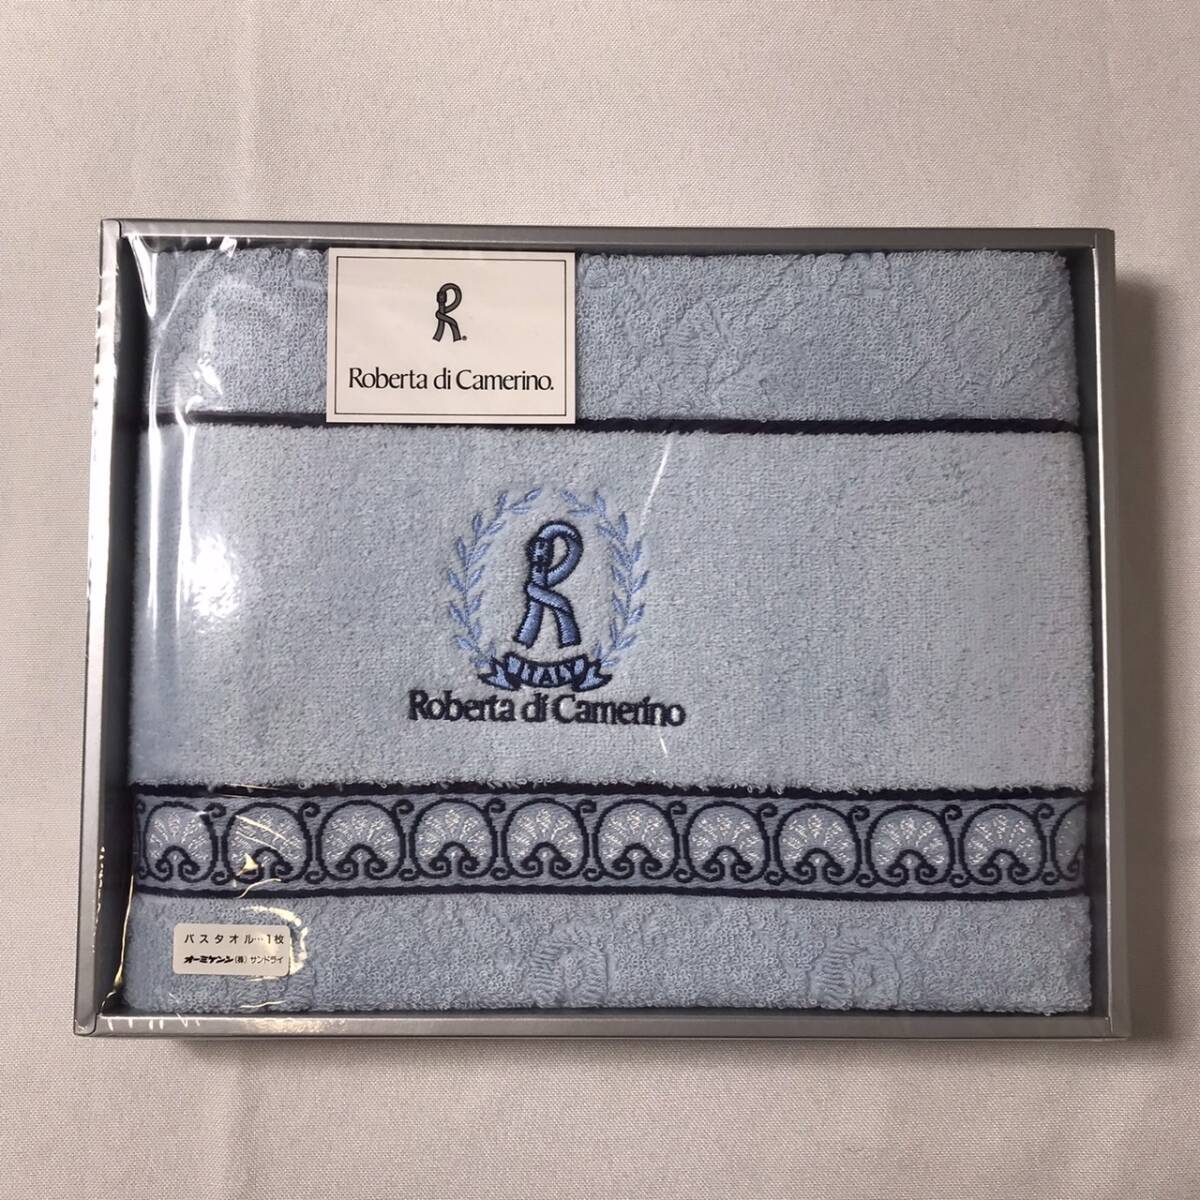 R®
Roberta di Camerino.
R
ITALY
Roberta di Camerino
バスタオル…1枚
オーミケンシ(株) サンドライ